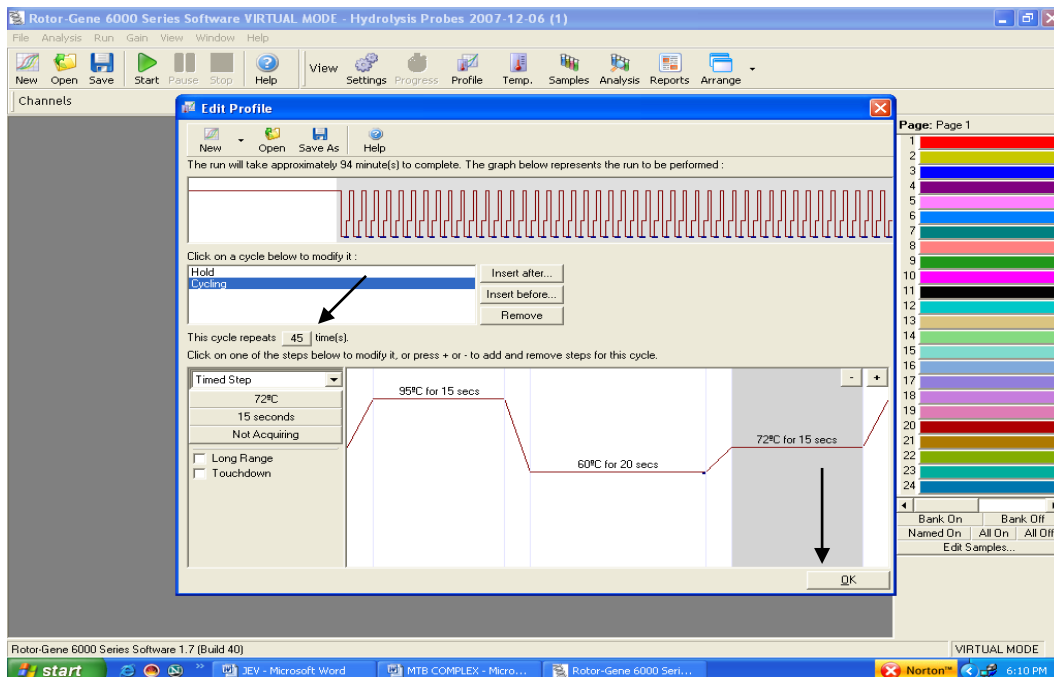 Rotor-Gene 6000 Series Software VIRTUAL MODE - Hydrolysis Probes 2007-12-06 (1)
File Analysis Run Gain View Window Help
New Open Save Start Pause Stop Help View Settings Progress Profile Temp. Samples Analysis Reports Arrange
Channels
Edit Profile
New Open Save As Help
The run will take approximately 94 minute(s) to complete. The graph below represents the run to be performed :
Click on a cycle below to modify it :
Hold
Cycling
Insert after...
Insert before...
Remove
This cycle repeats 45 time(s).
Click on one of the steps below to modify it, or press + or - to add and remove steps for this cycle.
Timed Step
72ºC
15 seconds
Not Acquiring
Long Range
Touchdown
95ºC for 15 secs
60ºC for 20 secs
72ºC for 15 secs
- +
OK
Page: Page 1
1
2
3
4
5
6
7
8
9
10
11
12
13
14
15
16
17
18
19
20
21
22
23
24
Bank On Bank Off
Named On All On All Off
Edit Samples...
Rotor-Gene 6000 Series Software 1.7 (Build 40) VIRTUAL MODE
start JEV - Microsoft Word MTB COMPLEX - Micro... Rotor-Gene 6000 Seri... Norton™ 6:10 PM